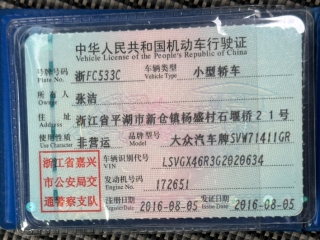 中华人民共和国机动车行驶证
Vehicle License of the People's Republic of China
号牌号码 Plate No. 浙FC533C 车辆类型 Vehicle Type 小型轿车
所有人 Owner 张洁
住址 Address 浙江省平湖市新仓镇杨盛村石堰桥21号
使用性质 Use Character 非营运 品牌型号 Model 大众汽车牌SVW71411GR
浙江省嘉兴
市公安局交
通警察支队
车辆识别代号 VIN LSVGX46R3G2020634
发动机号码 Engine No. 172651
注册日期 Register Date 2016-08-05 发证日期 Issue Date 2016-08-05